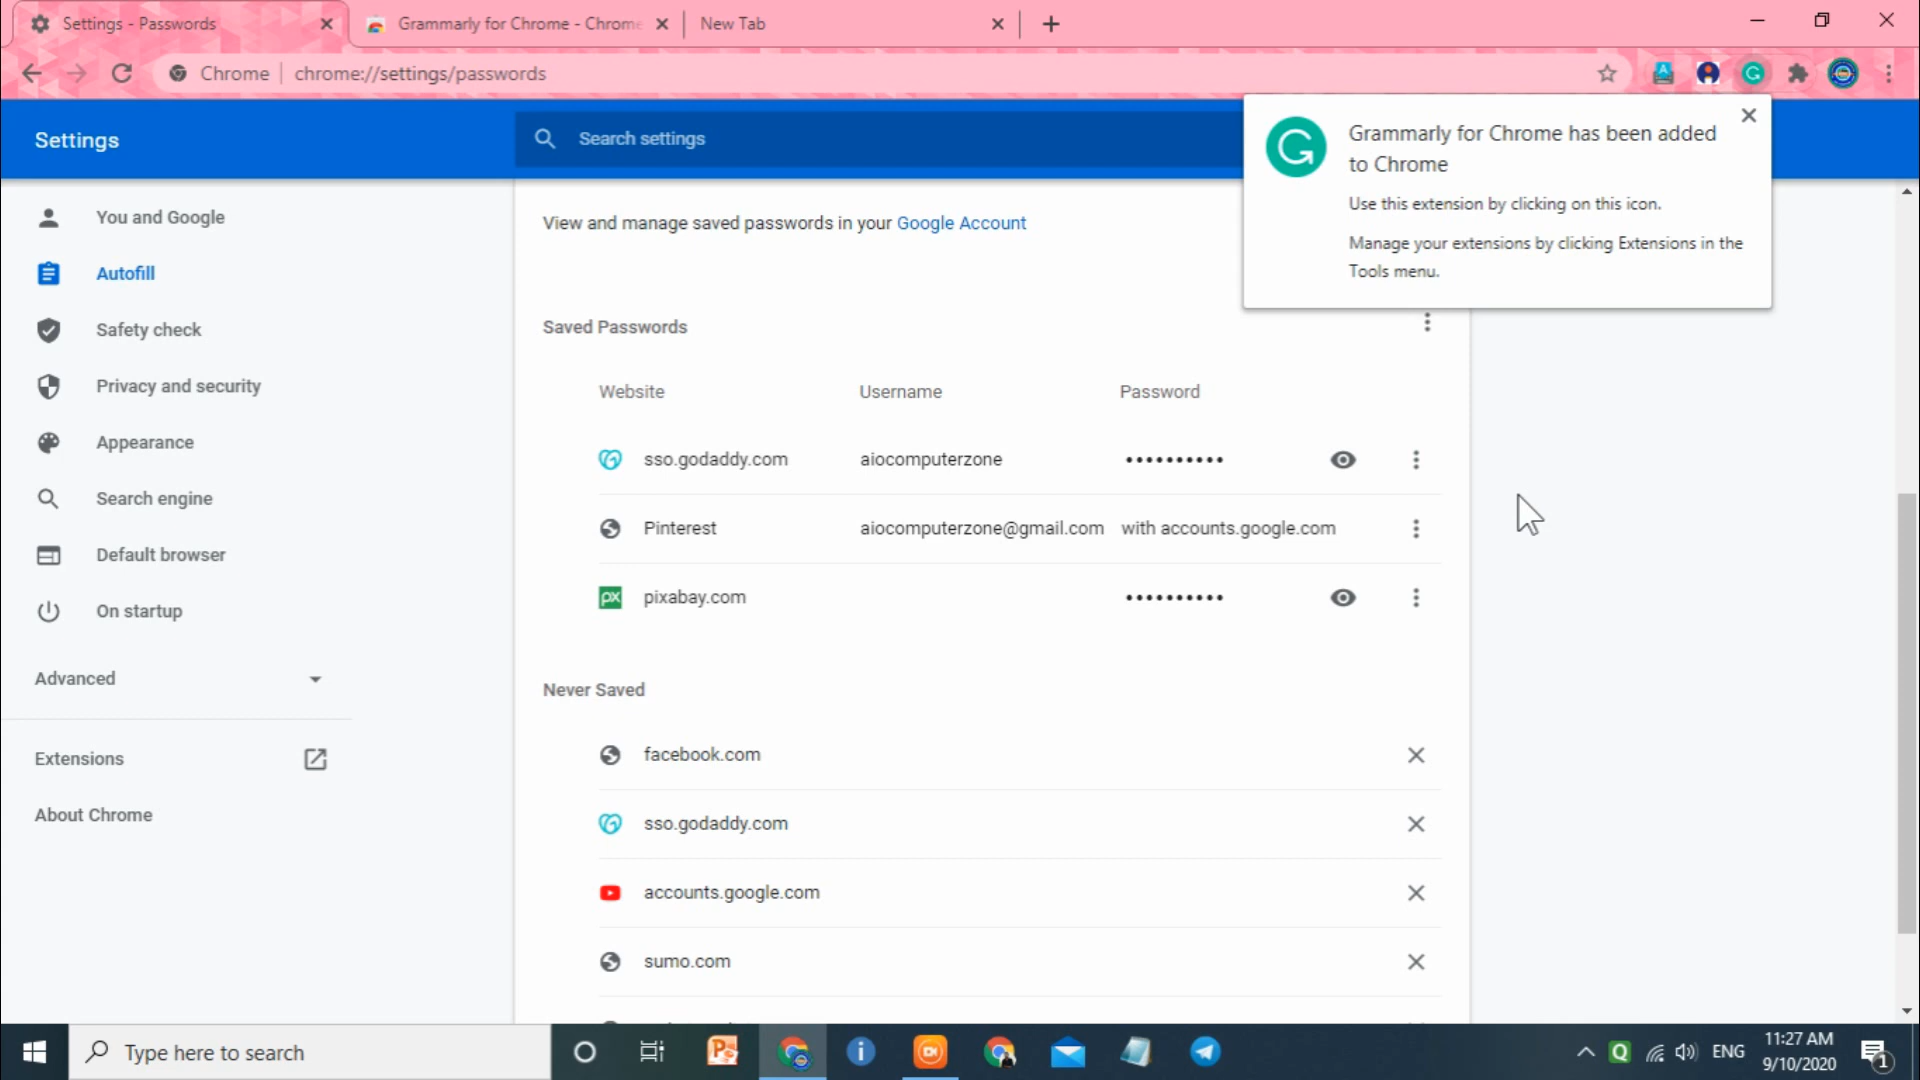 Settings - Passwords
Grammarly for Chrome - Chrome
New Tab
Chrome
chrome://settings/passwords
Settings
Search settings
Grammarly for Chrome has been added
to Chrome
Use this extension by clicking on this icon.
Manage your extensions by clicking Extensions in the
Tools menu.
You and Google
Autofill
Safety check
Privacy and security
Appearance
Search engine
Default browser
On startup
Advanced
Extensions
About Chrome
View and manage saved passwords in your Google Account
Saved Passwords
Website Username Password
sso.godaddy.com aiocomputerzone ••••••••••
Pinterest aiocomputerzone@gmail.com with accounts.google.com
pixabay.com ••••••••••
Never Saved
facebook.com
sso.godaddy.com
accounts.google.com
sumo.com
Type here to search
ENG
11:27 AM
9/10/2020
1